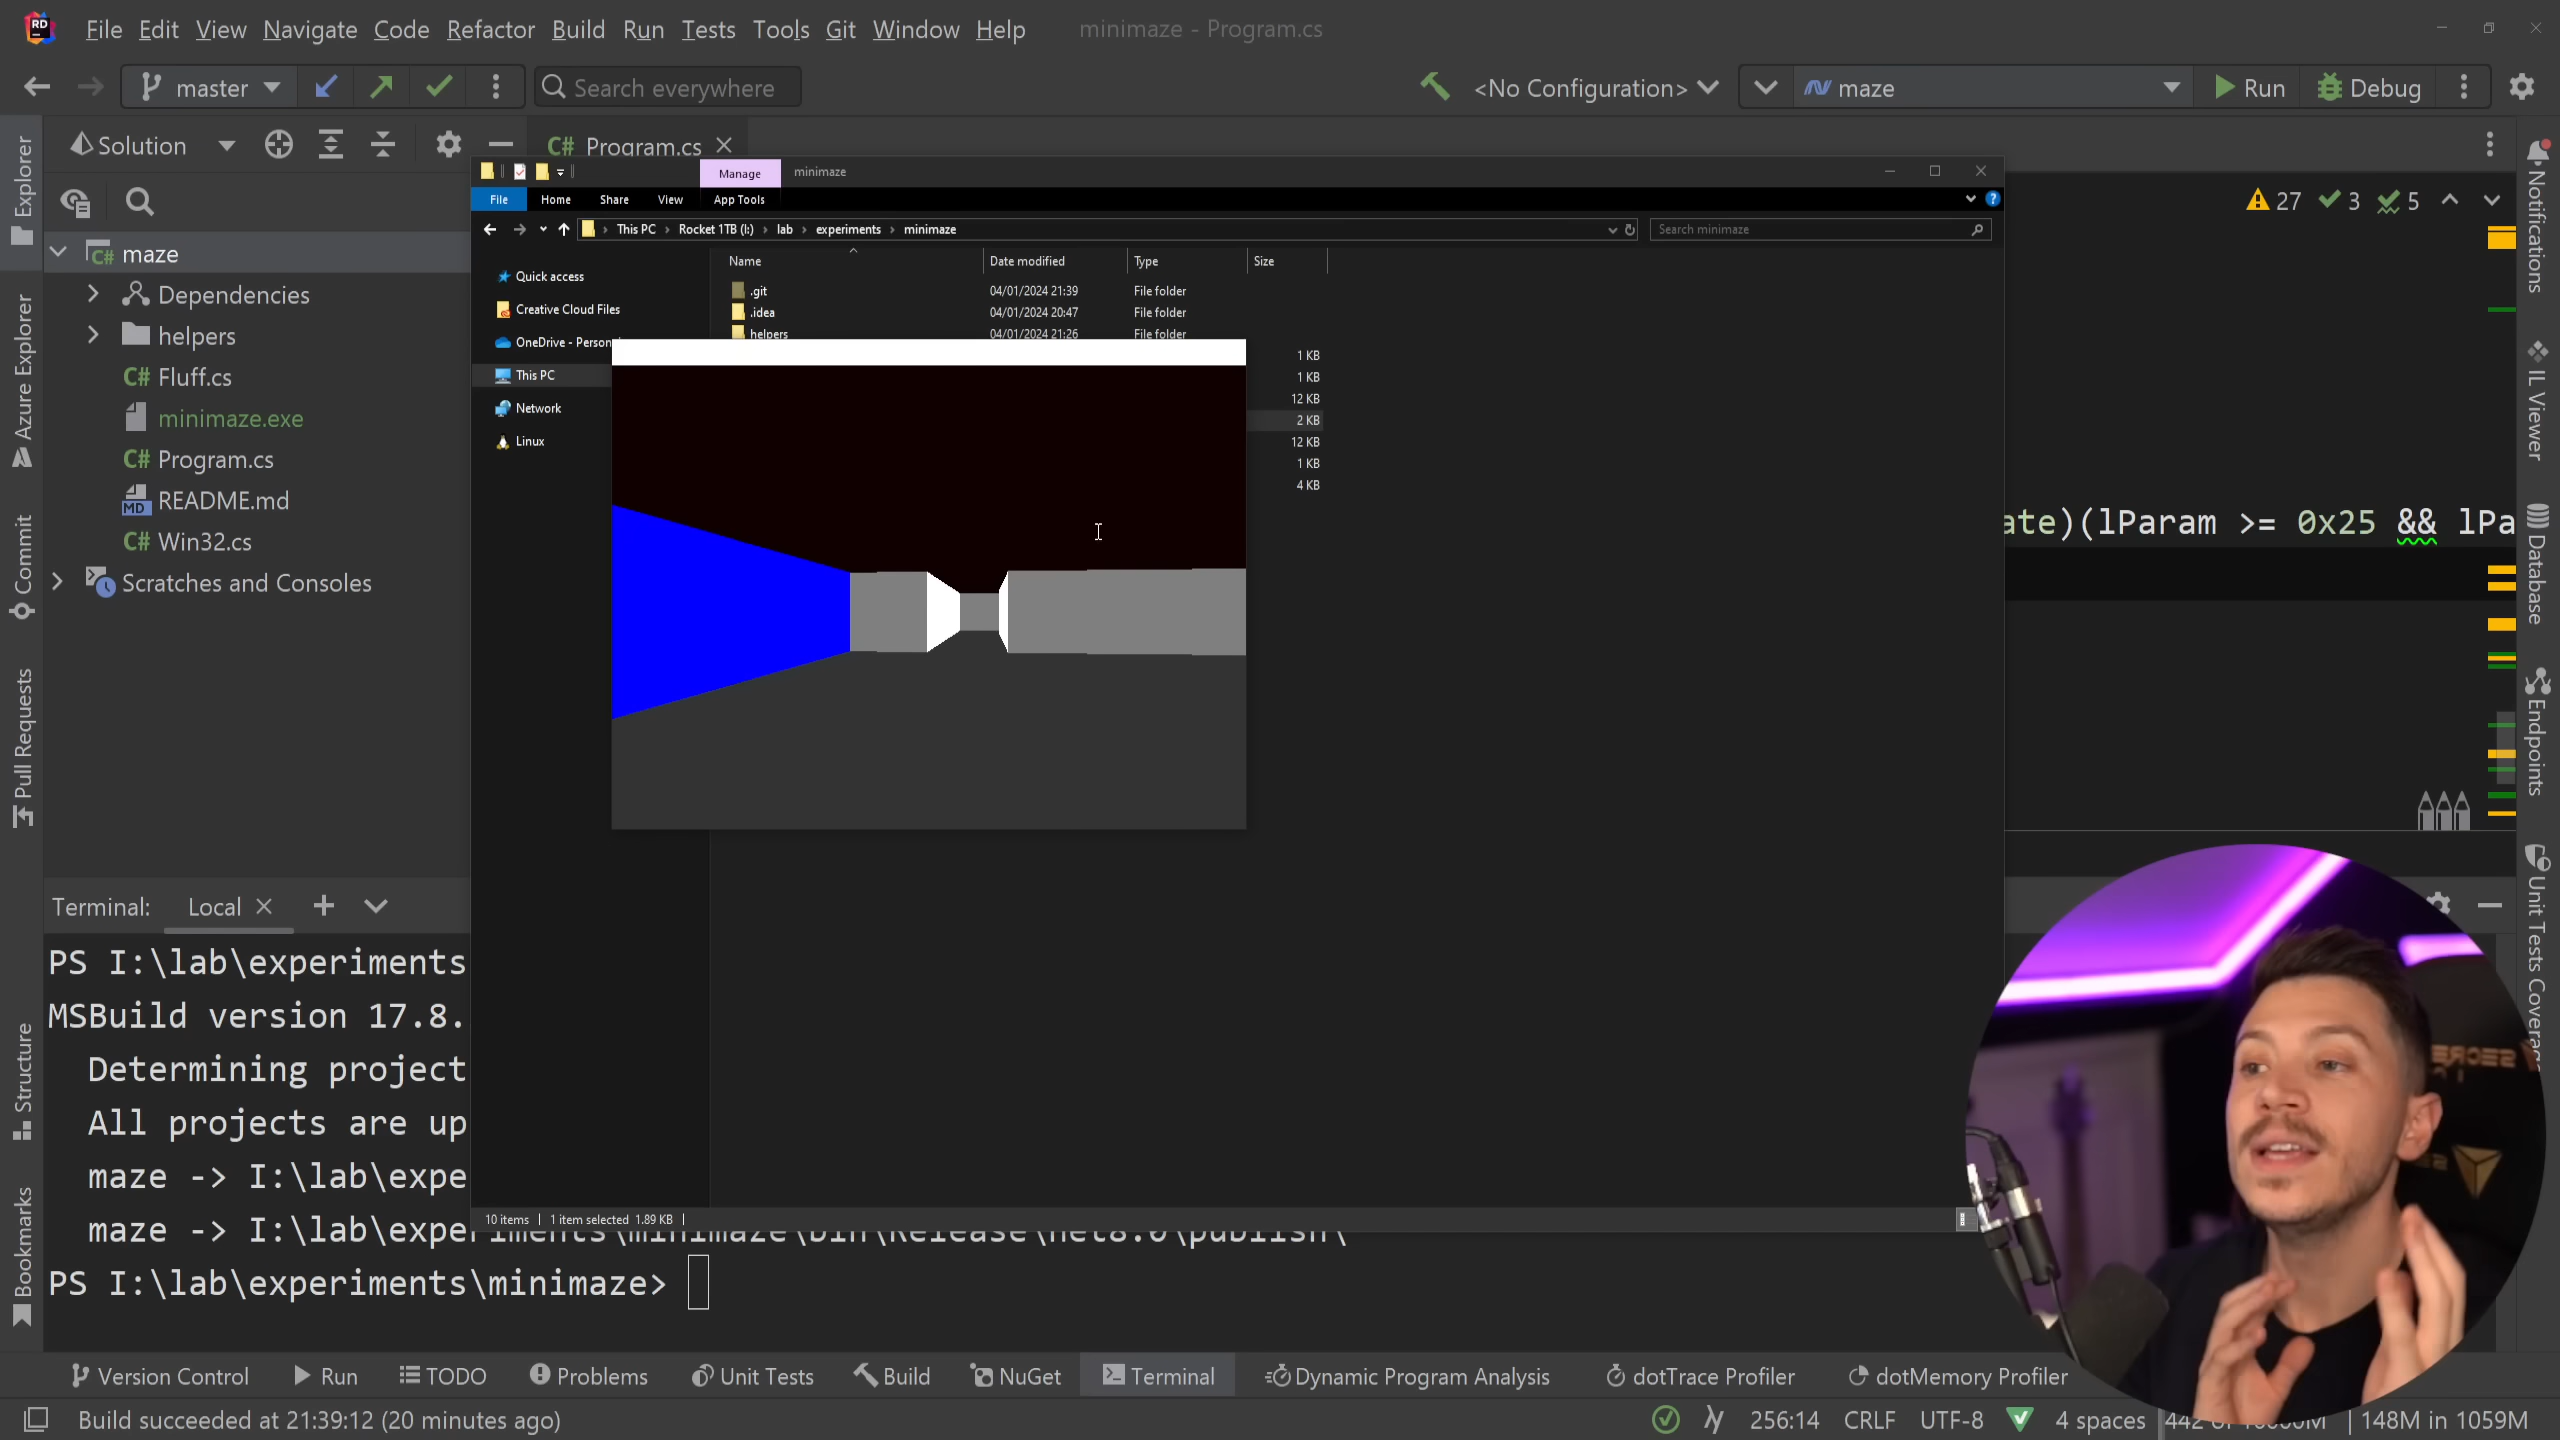 RD File Edit View Navigate Code Refactor Build Run Tests Tools Git Window Help minimaze - Program.cs
master Search everywhere <No Configuration> maze Run Debug
Solution C# Program.cs
Manage minimaze
File Home Share View App Tools
This PC Rocket 1TB (I:) lab experiments minimaze Search minimaze
27 3 5
Name Date modified Type Size
Quick access
Creative Cloud Files
OneDrive - Person
This PC
Network
Linux
.git 04/01/2024 21:39 File folder
.idea 04/01/2024 20:47 File folder
helpers 04/01/2024 21:26 File folder
1 KB
1 KB
12 KB
2 KB
12 KB
1 KB
4 KB
10 items 1 item selected 1.89 KB
C# maze
Dependencies
helpers
C# Fluff.cs
minimaze.exe
C# Program.cs
MD README.md
C# Win32.cs
Scratches and Consoles
ate)(lParam >= 0x25 && lPa
Explorer
Azure Explorer
Commit
Pull Requests
Structure
Bookmarks
Notifications
IL Viewer
Database
Endpoints
Unit Tests Coverage
Terminal: Local
PS I:\lab\experiments
MSBuild version 17.8.
Determining project
All projects are up
maze -> I:\lab\expe
maze -> I:\lab\experiments\minimaze\bin\Release\net8.0\publish\
PS I:\lab\experiments\minimaze>
Version Control Run TODO Problems Unit Tests Build NuGet Terminal Dynamic Program Analysis dotTrace Profiler dotMemory Profiler
Build succeeded at 21:39:12 (20 minutes ago) 256:14 CRLF UTF-8 4 spaces 148M in 1059M